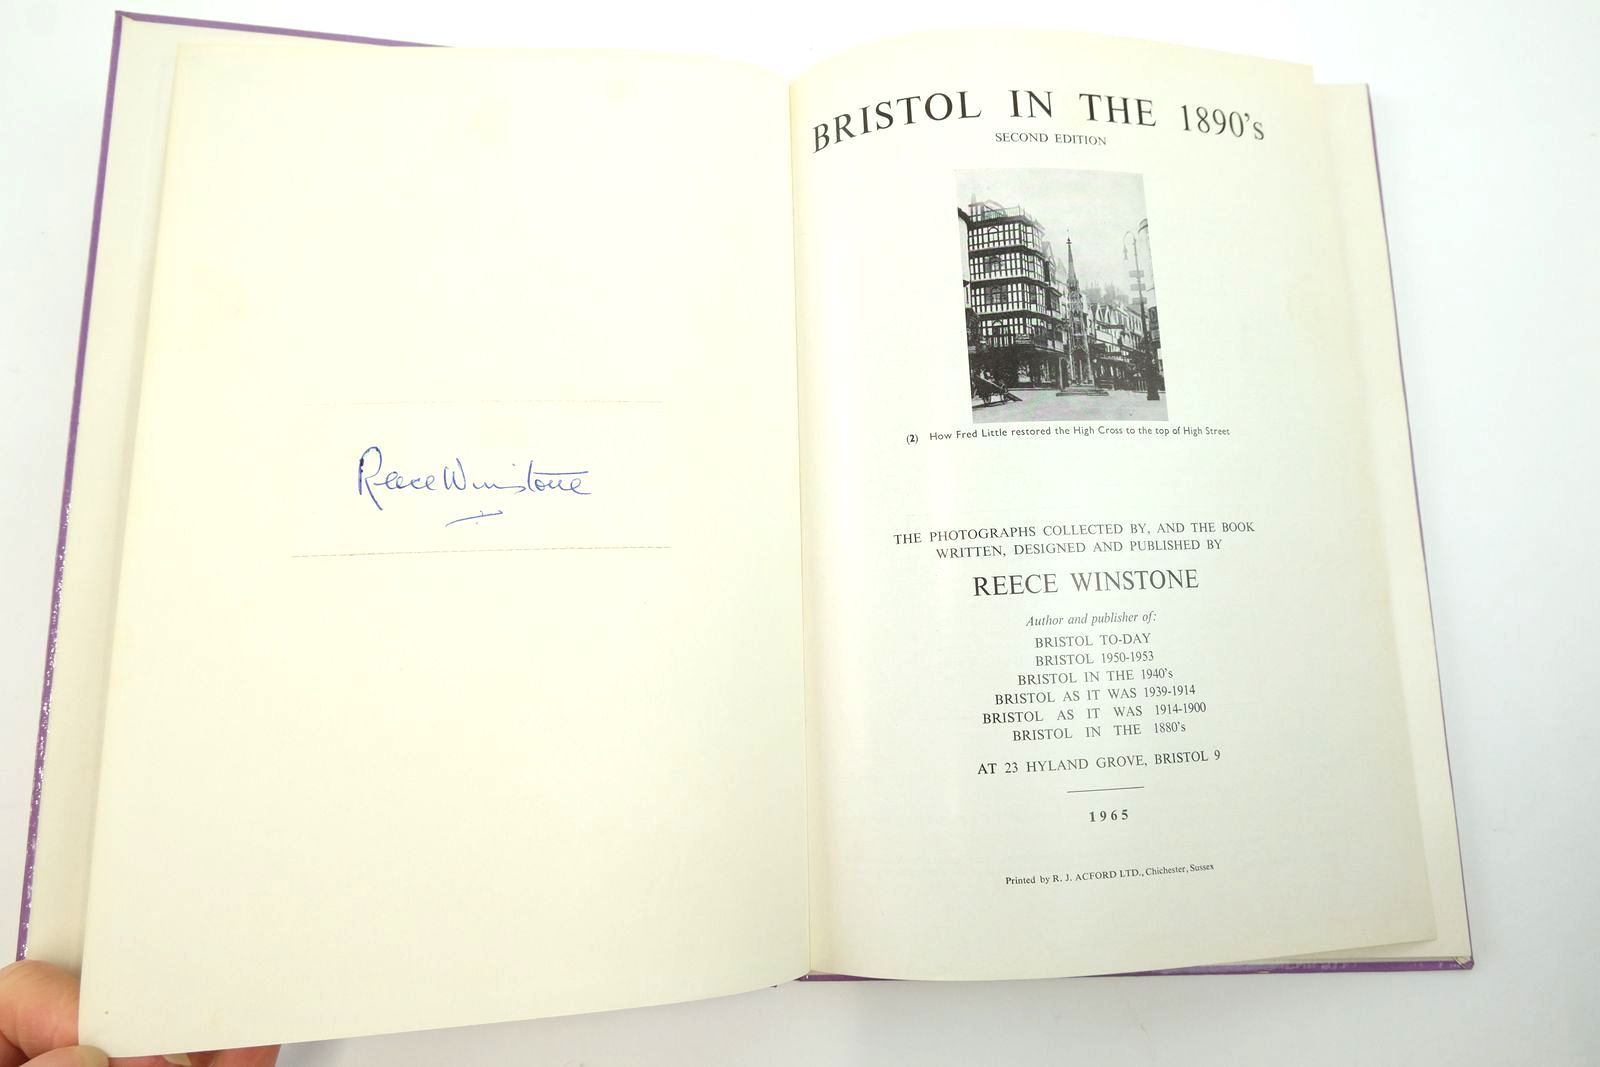 Reece Winstone
BRISTOL IN THE 1890's
SECOND EDITION
(2) How Fred Little restored the High Cross to the top of High Street
THE PHOTOGRAPHS COLLECTED BY, AND THE BOOK
WRITTEN, DESIGNED AND PUBLISHED BY
REECE WINSTONE
Author and publisher of:
BRISTOL TO-DAY
BRISTOL 1950-1953
BRISTOL IN THE 1940's
BRISTOL AS IT WAS 1939-1914
BRISTOL AS IT WAS 1914-1900
BRISTOL IN THE 1880's
AT 23 HYLAND GROVE, BRISTOL 9
1965
Printed by R. J. ACFORD LTD., Chichester, Sussex